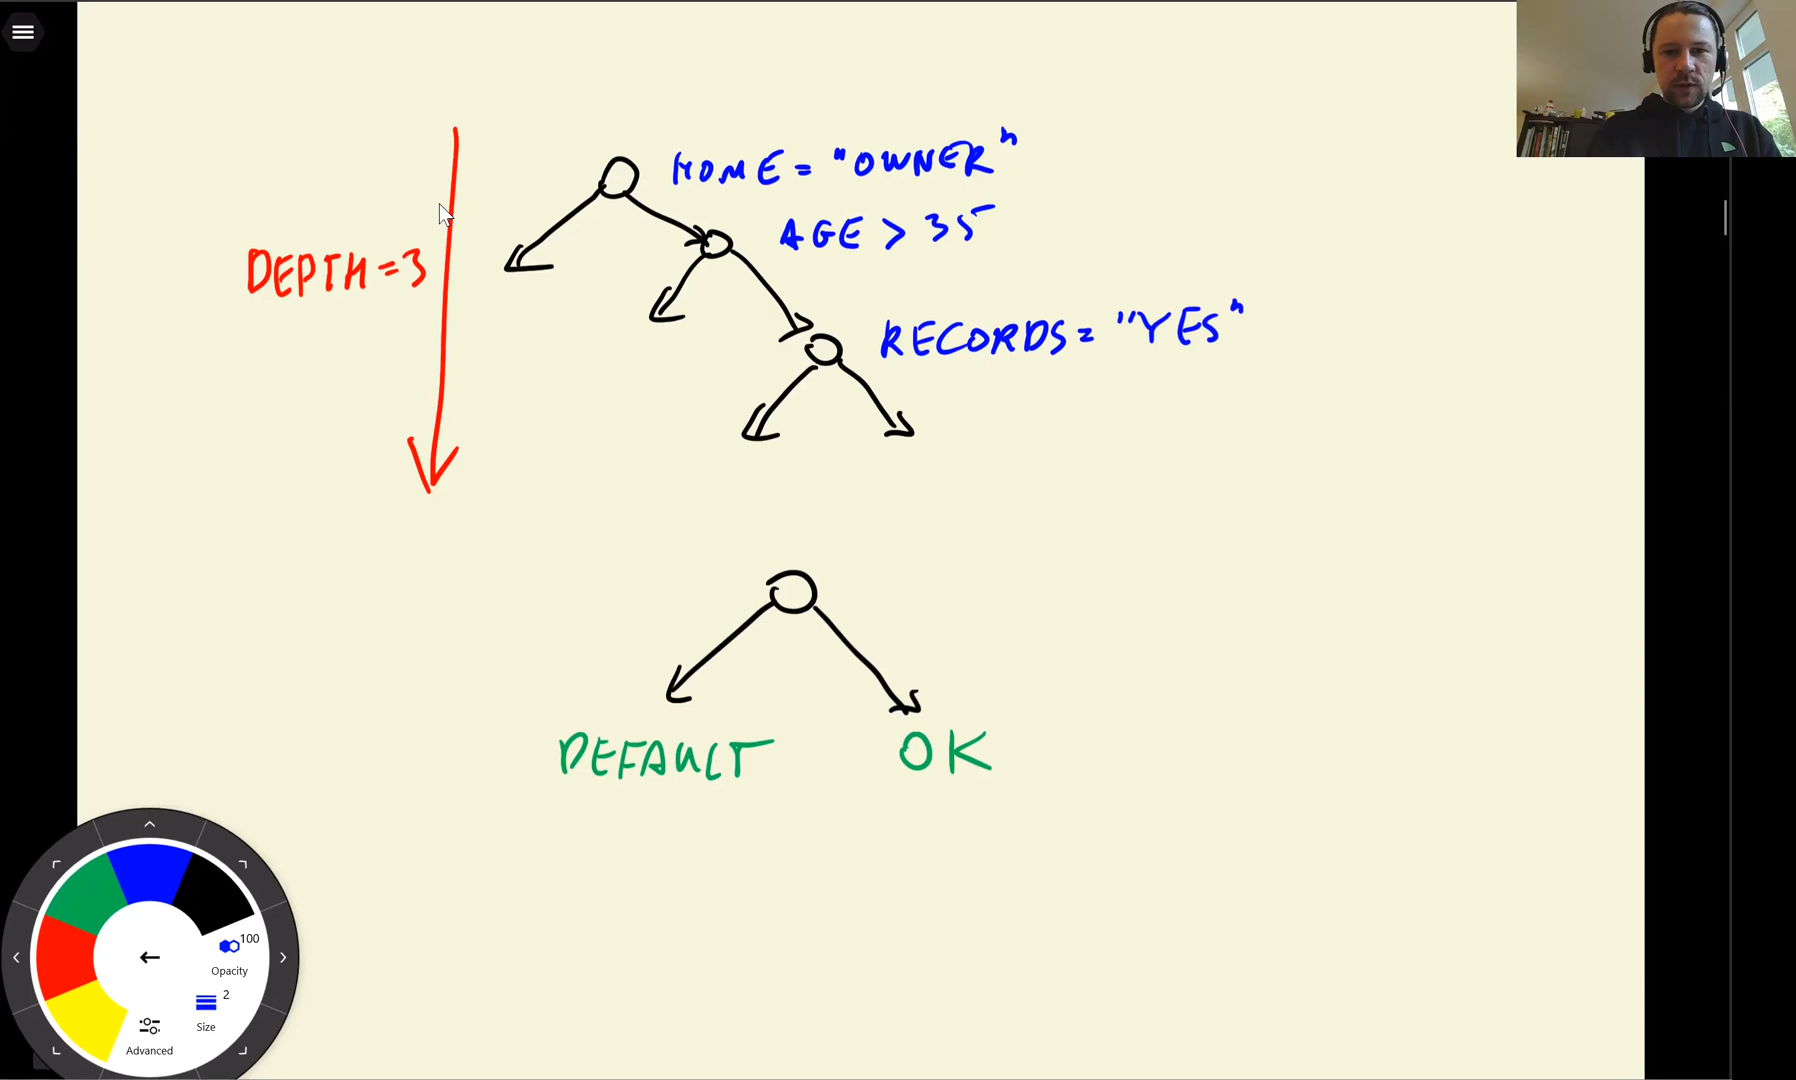 HOME = "OWNER"
AGE > 35
DEPTH = 3
RECORDS = "YES"
DEFAULT
OK
100
Opacity
2
Size
Advanced